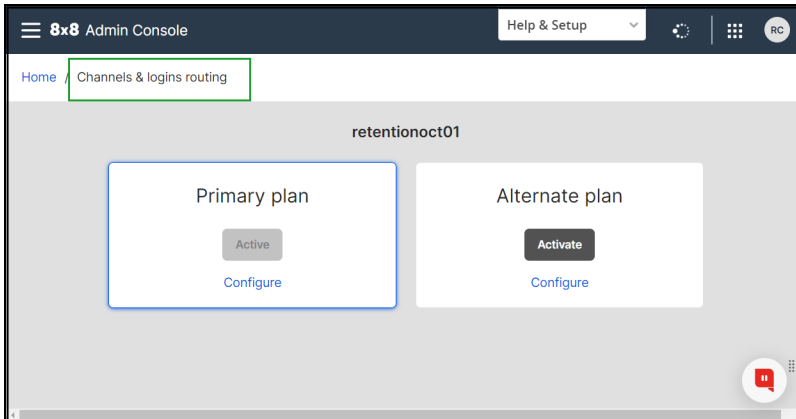 8x8 Admin Console
Help & Setup
RC
Home / Channels & logins routing
retentionoct01
Primary plan
Alternate plan
Active
Activate
Configure
Configure